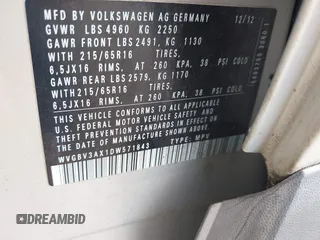 MFD BY VOLKSWAGEN AG GERMANY 12/12
GVWR LBS 4960 KG 2250
GAWR FRONT LBS 2491, KG 1130
WITH 215/65R16 TIRES,
6,5JX16 RIMS, AT 260 KPA, 38 PSI COLD
GAWR REAR LBS 2579, KG 1170
WITH 215/65R16 TIRES,
6,5JX16 RIMS, AT 260 KPA, 38 PSI COLD
THIS VEHICLE CONFORMS TO ALL APPLICABLE
FEDERAL MOTOR VEHICLE SAFETY AND
THEFT PREVENTION STANDARDS IN EFFECT ON
THE DATE OF MANUFACTURE SHOWN ABOVE.
WVGBV3AX1DW571843 TYPE: MPV
DREAMBID